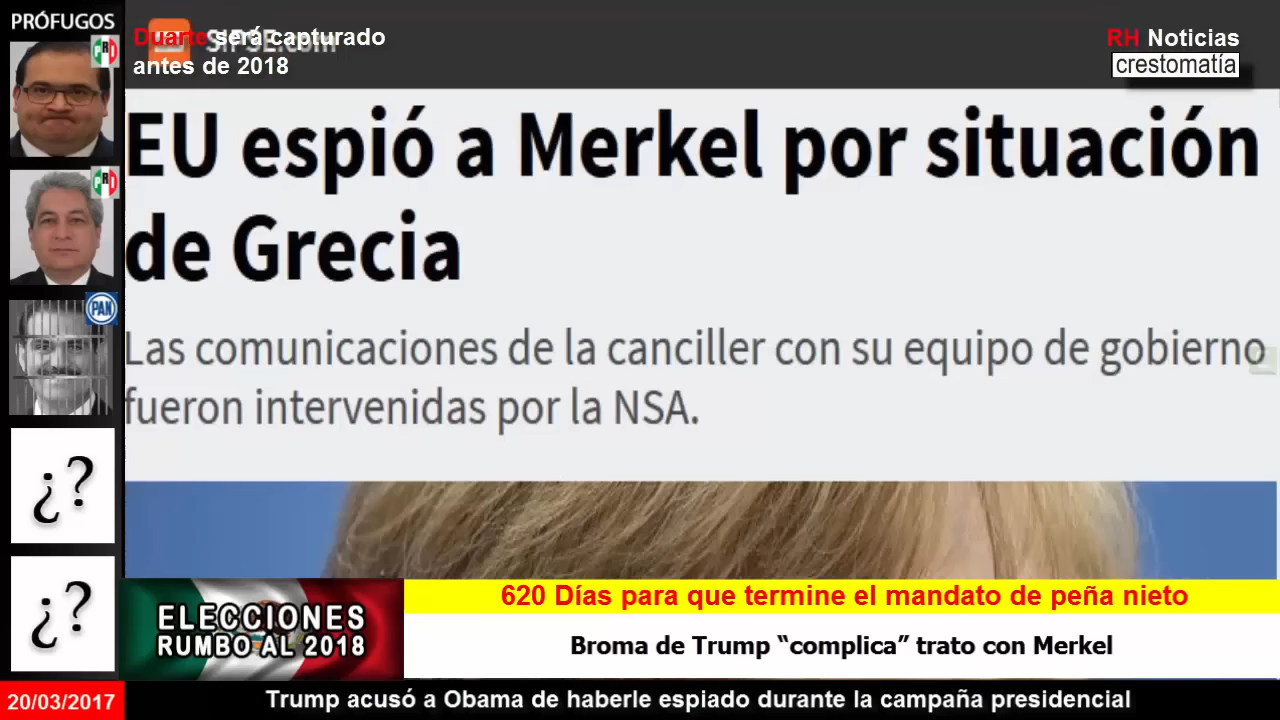 PRÓFUGOS
Duarte será capturado
antes de 2018
SIPSE.com
RH Noticias
crestomatía
PRI
EU espió a Merkel por situación
de Grecia
PRI
PAN
Las comunicaciones de la canciller con su equipo de gobierno
fueron intervenidas por la NSA.
¿?
¿?
ELECCIONES
RUMBO AL 2018
620 Días para que termine el mandato de peña nieto
Broma de Trump “complica” trato con Merkel
20/03/2017
Trump acusó a Obama de haberle espiado durante la campaña presidencial